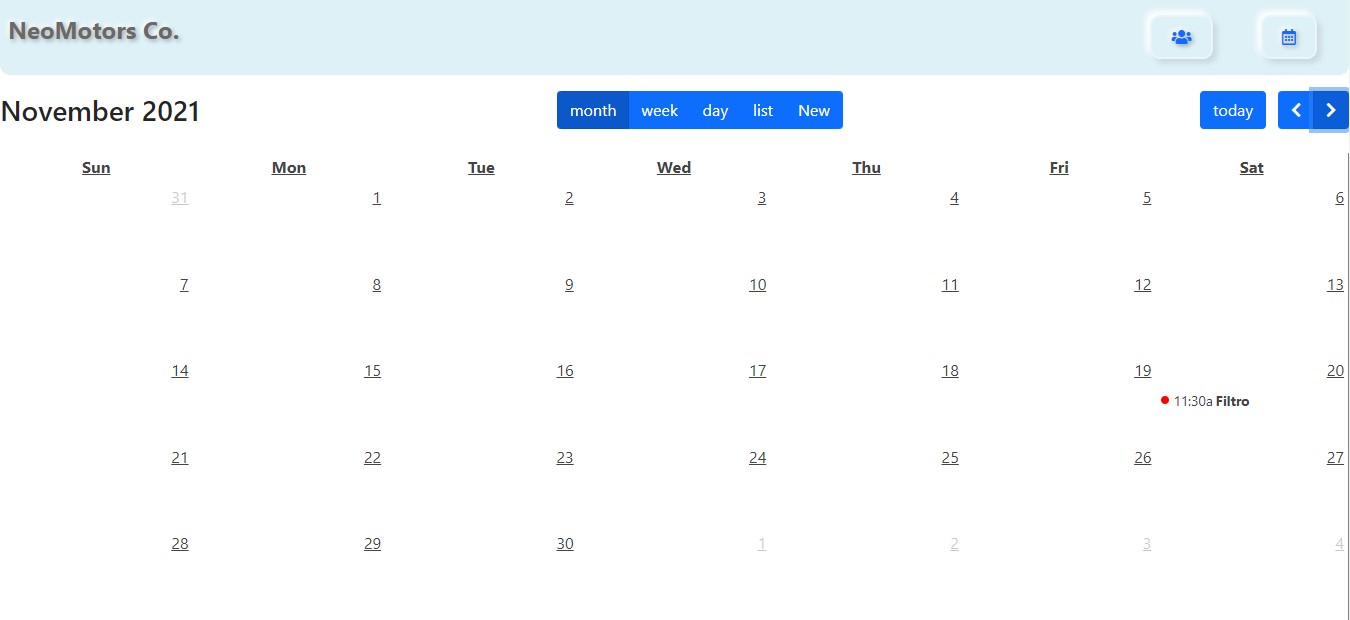 NeoMotors Co.
November 2021
month week day list New
today
Sun Mon Tue Wed Thu Fri Sat
31 1 2 3 4 5 6
7 8 9 10 11 12 13
14 15 16 17 18 19 20
11:30a Filtro
21 22 23 24 25 26 27
28 29 30 1 2 3 4